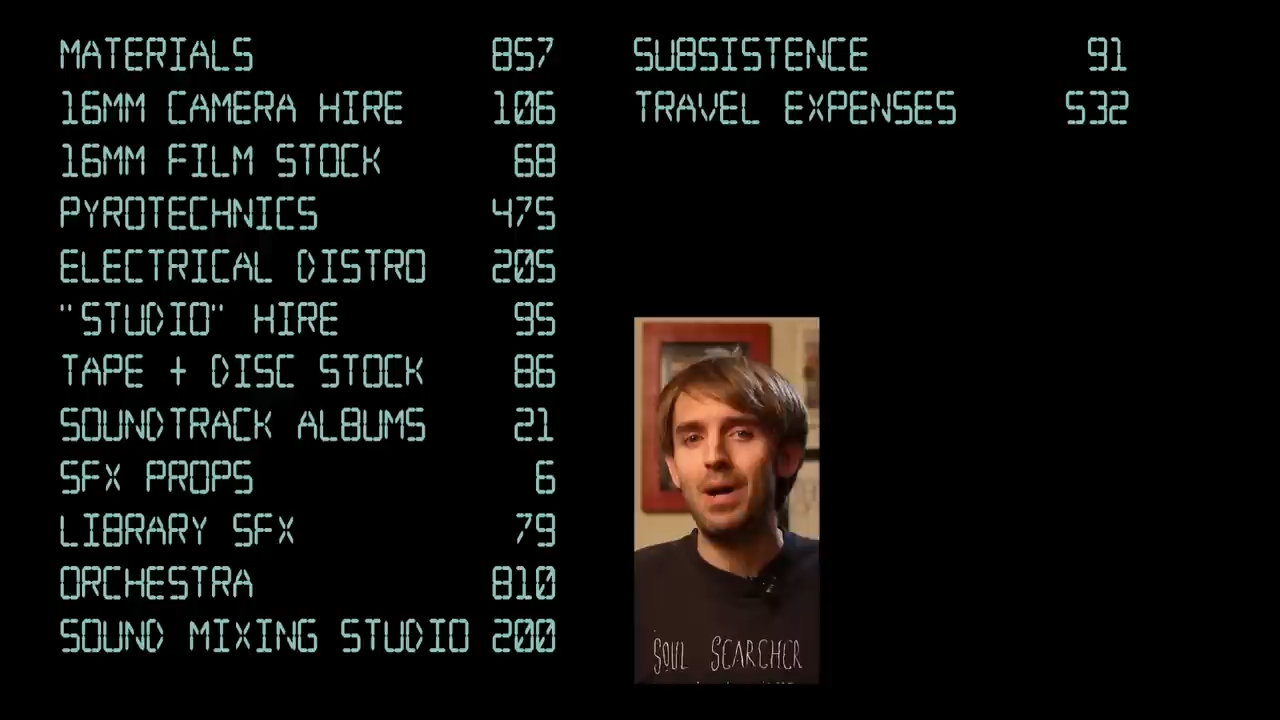 MATERIALS 857
16MM CAMERA HIRE 106
16MM FILM STOCK 68
PYROTECHNICS 475
ELECTRICAL DISTRO 205
"STUDIO" HIRE 95
TAPE + DISC STOCK 86
SOUNDTRACK ALBUMS 21
SFX PROPS 6
LIBRARY SFX 79
ORCHESTRA 810
SOUND MIXING STUDIO 200
SUBSISTENCE 91
TRAVEL EXPENSES 532
SOUL SEARCHER